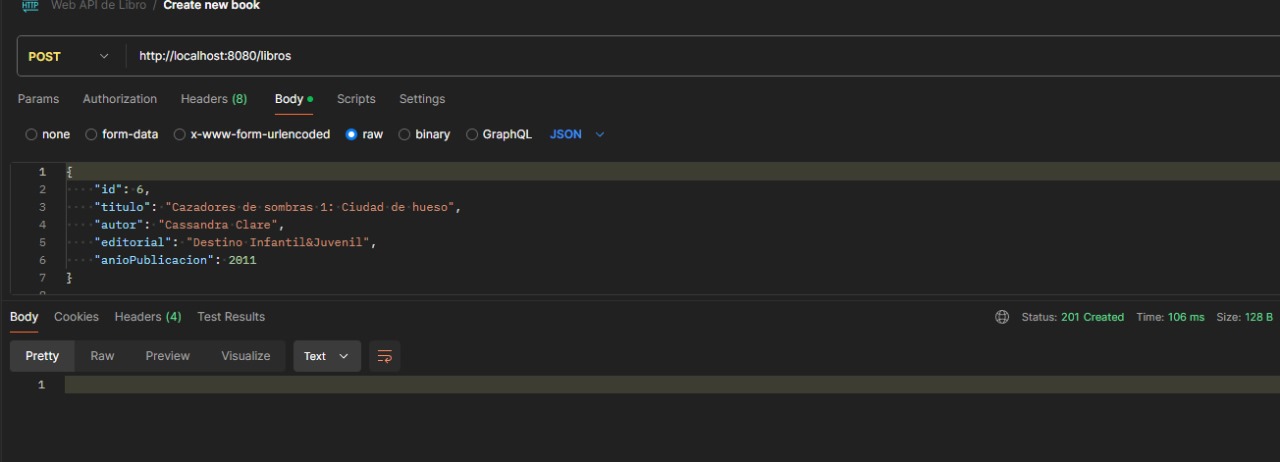 HTTP Web API de Libro / Create new book
POST http://localhost:8080/libros
Params Authorization Headers (8) Body Scripts Settings
none form-data x-www-form-urlencoded raw binary GraphQL JSON
1 {
2 "id": 6,
3 "titulo": "Cazadores de sombras 1: Ciudad de hueso",
4 "autor": "Cassandra Clare",
5 "editorial": "Destino Infantil&Juvenil",
6 "anioPublicacion": 2011
7 }
Body Cookies Headers (4) Test Results Status: 201 Created Time: 106 ms Size: 128 B
Pretty Raw Preview Visualize Text
1